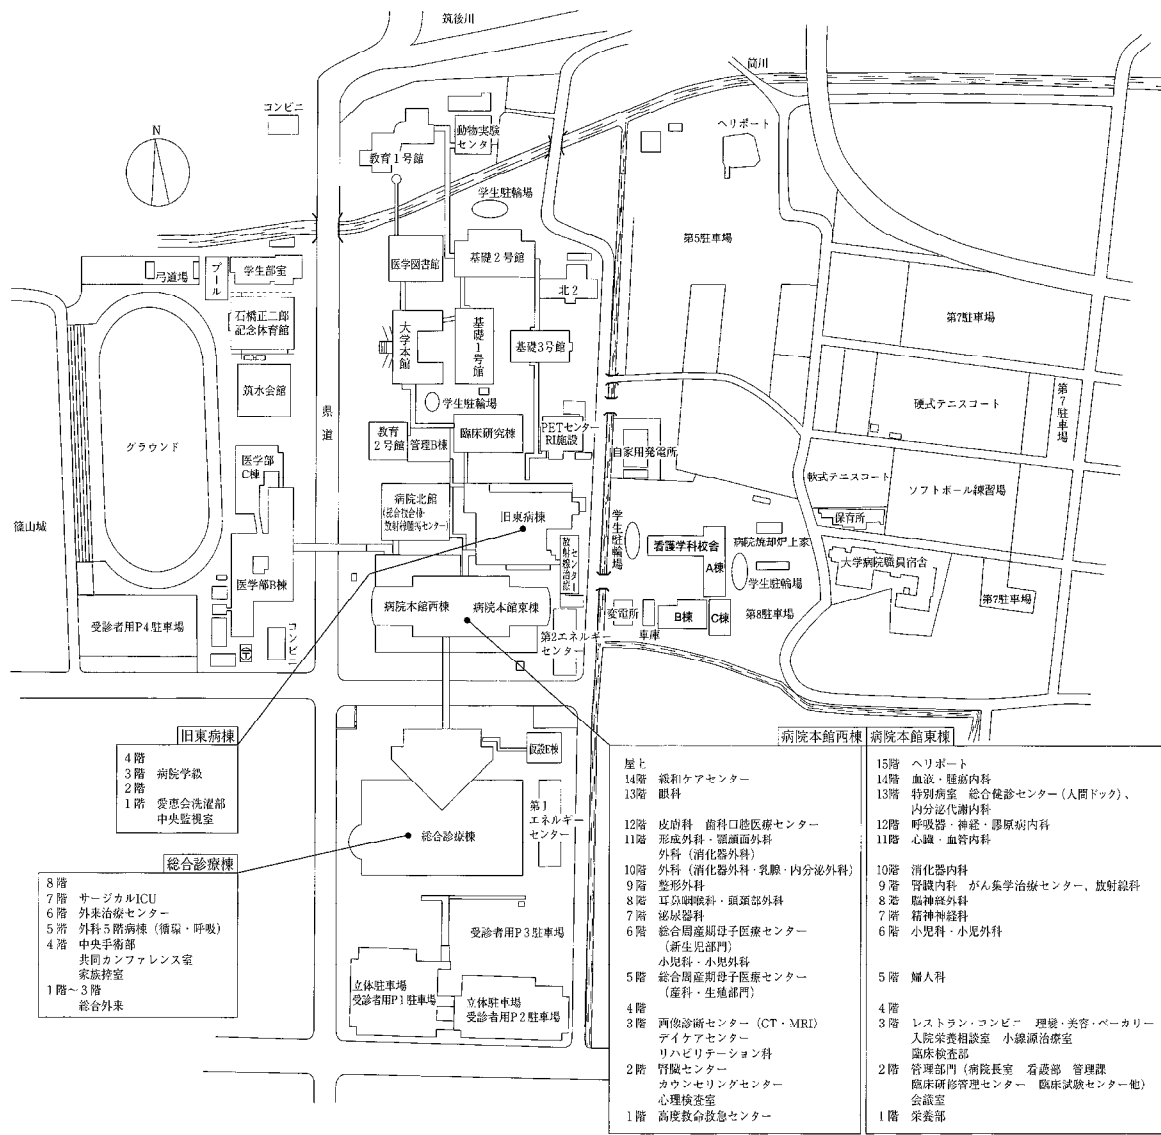 筑後川
筒川
コンビニ
N
動物実験
センター
教育1号館
ヘリポート
学生駐輪場
第5駐車場
医学図書館
基礎2号館
弓道場
プール
学生部室
北2
石橋正二郎
記念体育館
大学本館
基礎1号館
基礎3号館
第7駐車場
筑水会館
学生駐輪場
県道
硬式テニスコート
第7駐車場
教育
2号館
管理B棟
臨床研究棟
PETセンター
RI施設
自家用発電所
グラウンド
医学部
C棟
軟式テニスコート
ソフトボール練習場
病院北館
旧東病棟
篠山城
学生駐輪場
保育所
看護学科校舎
A棟
病院焼却炉上家
大学病院職員宿舎
医学部B棟
学生駐輪場
第7駐車場
病院本館西棟
病院本館東棟
変電所
車庫
B棟
C棟
第8駐車場
受診者用P4駐車場
コンビニ
第2エネルギー
センター
旧東病棟
4階
3階 病院学級
2階
1階 愛恵会洗濯部
中央監視室
仮設E棟
総合診療棟
第1
エネルギー
センター
総合診療棟
8階
7階 サージカルICU
6階 外来治療センター
5階 外科5階病棟(循環・呼吸)
4階 中央手術部
共同カンファレンス室
家族控室
1階〜3階
総合外来
受診者用P3駐車場
立体駐車場
受診者用P1駐車場
立体駐車場
受診者用P2駐車場
病院本館西棟
屋上
14階 緩和ケアセンター
13階 眼科
12階 皮膚科 歯科口腔医療センター
11階 形成外科・顎顔面外科
外科(消化器外科)
10階 外科(消化器外科・乳腺・内分泌外科)
9階 整形外科
8階 耳鼻咽喉科・頭頚部外科
7階 泌尿器科
6階 総合周産期母子医療センター
(新生児部門)
小児科・小児外科
5階 総合周産期母子医療センター
(産科・生殖部門)
4階
3階 画像診断センター(CT・MRI)
デイケアセンター
リハビリテーション科
2階 腎臓センター
カウンセリングセンター
心理検査室
1階 高度救命救急センター
病院本館東棟
15階 ヘリポート
14階 血液・腫瘍内科
13階 特別病室 総合健診センター(人間ドック)、
内分泌代謝内科
12階 呼吸器・神経・膠原病内科
11階 心臓・血管内科
10階 消化器内科
9階 腎臓内科 がん集学治療センター、放射線科
8階 脳神経外科
7階 精神神経科
6階 小児科・小児外科
5階 婦人科
4階
3階 レストラン・コンビニ 理髪・美容・ベーカリー
入院栄養相談室 小線源治療室
臨床検査部
2階 管理部門(病院長室 看護部 管理課
臨床研修管理センター 臨床試験センター他)
会議室
1階 栄養部